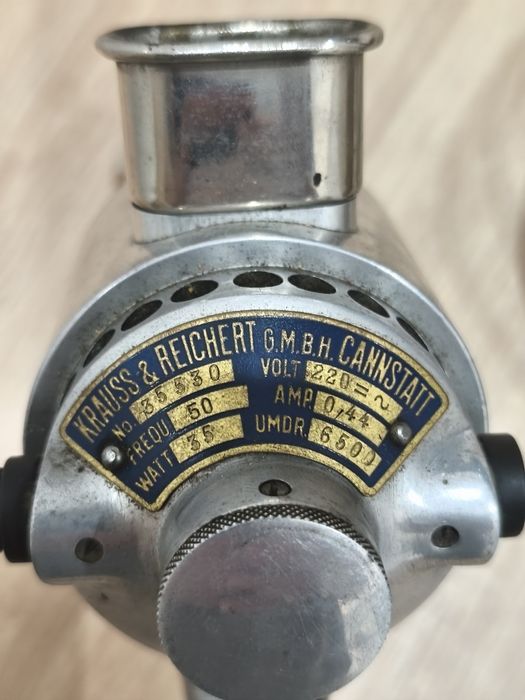 KRAUSS & REICHERT G.M.B.H. CANNSTATT
No. 35530 VOLT 220 = ~
FREQU. 50 AMP. 0,44
WATT 35 UMDR. 6500